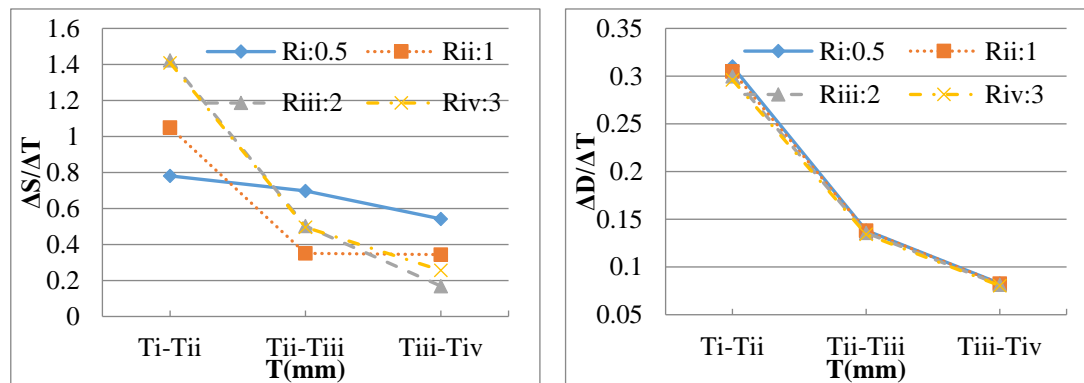 1.6
1.4
1.2
1
0.8
0.6
0.4
0.2
0
ΔS/ΔT
Ri:0.5 Rii:1
Riii:2 Riv:3
Ti-Tii Tii-Tiii Tiii-Tiv
T(mm)
0.35
0.3
0.25
0.2
0.15
0.1
0.05
ΔD/ΔT
Ri:0.5 Rii:1
Riii:2 Riv:3
Ti-Tii Tii-Tiii Tiii-Tiv
T(mm)